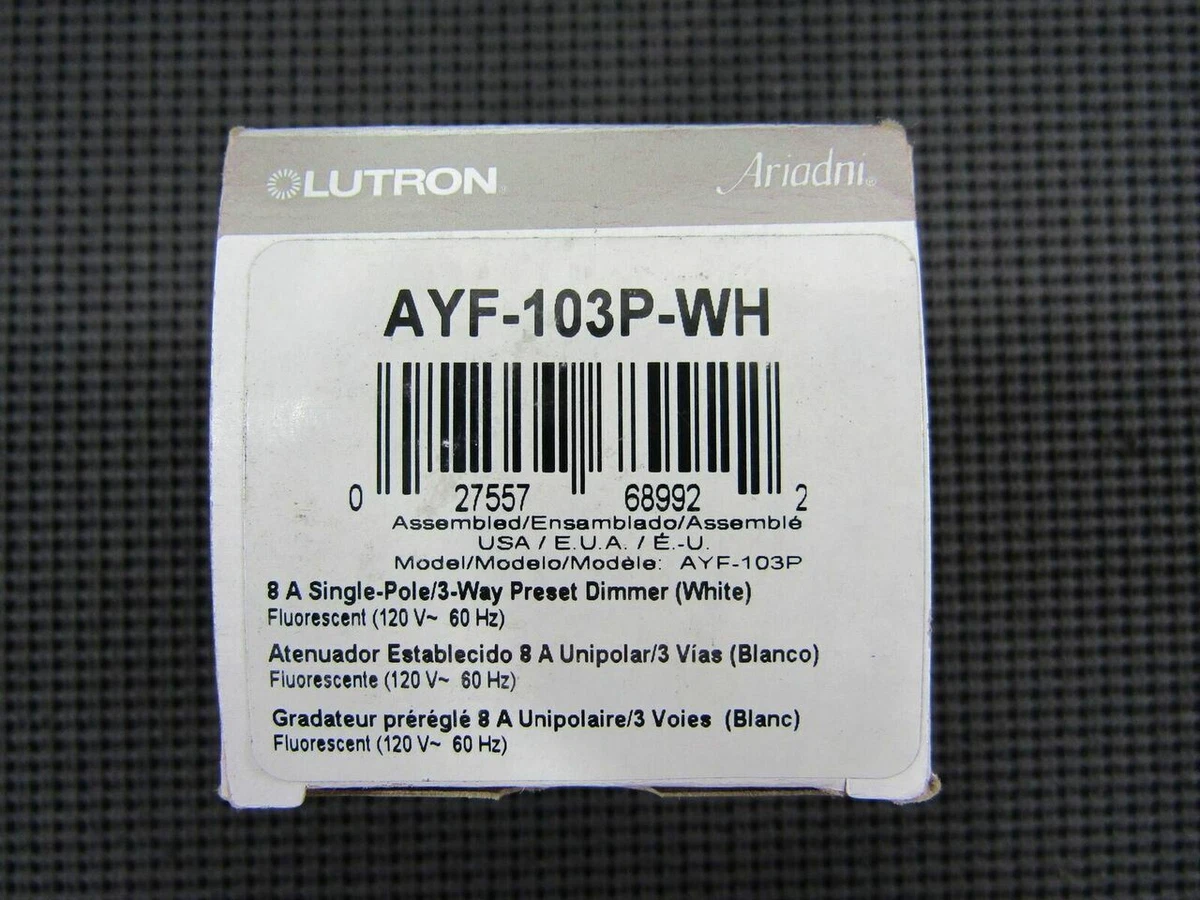 LUTRON® Ariadni®
AYF-103P-WH
0 27557 68992 2
Assembled/Ensamblado/Assemblé
USA / E.U.A. / É.-U.
Model/Modelo/Modèle: AYF-103P
8 A Single-Pole/3-Way Preset Dimmer (White)
Fluorescent (120 V~ 60 Hz)
Atenuador Establecido 8 A Unipolar/3 Vías (Blanco)
Fluorescente (120 V~ 60 Hz)
Gradateur préréglé 8 A Unipolaire/3 Voies (Blanc)
Fluorescent (120 V~ 60 Hz)